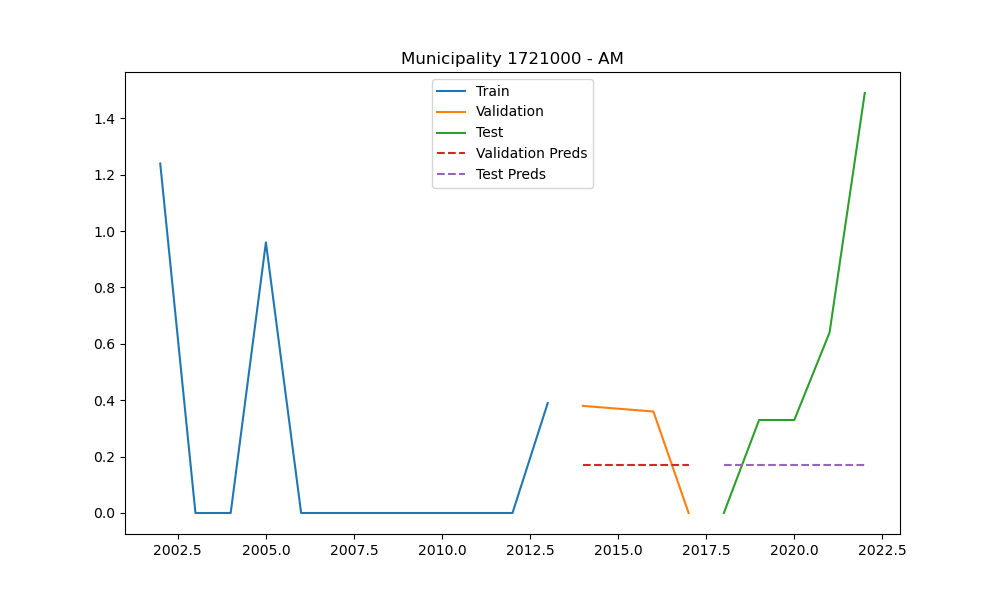 Municipality 1721000 - AM
Train
Validation
Test
Validation Preds
Test Preds
1.4
1.2
1.0
0.8
0.6
0.4
0.2
0.0
2002.5 2005.0 2007.5 2010.0 2012.5 2015.0 2017.5 2020.0 2022.5